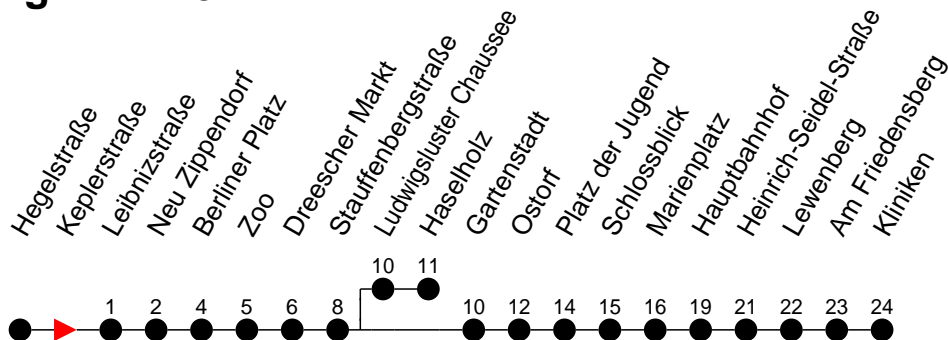 Hegelstraße
Keplerstraße
Leibnizstraße
Neu Zippendorf
Berliner Platz
Zoo
Dreescher Markt
Stauffenbergstraße
Ludwigsluster Chaussee
Haselholz
Gartenstadt
Ostorf
Platz der Jugend
Schlossblick
Marienplatz
Hauptbahnhof
Heinrich-Seidel-Straße
Lewenberg
Am Friedensberg
Kliniken
10 11
1 2 4 5 6 8 10 12 14 15 16 19 21 22 23 24